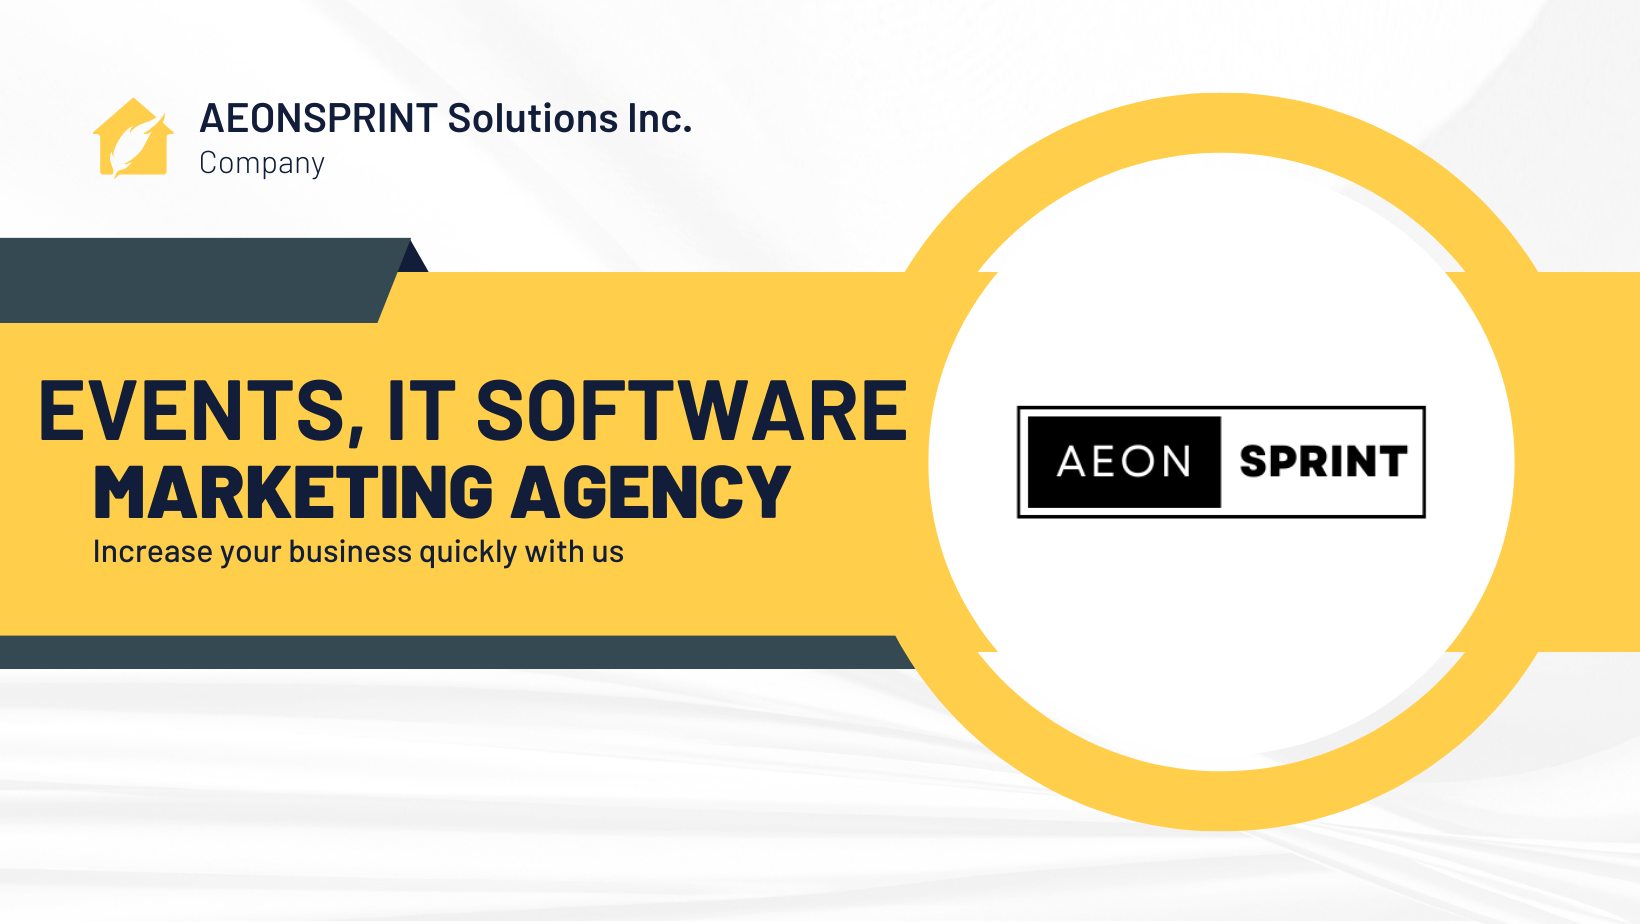 AEONSPRINT Solutions Inc.
Company
EVENTS, IT SOFTWARE
MARKETING AGENCY
Increase your business quickly with us
AEON SPRINT